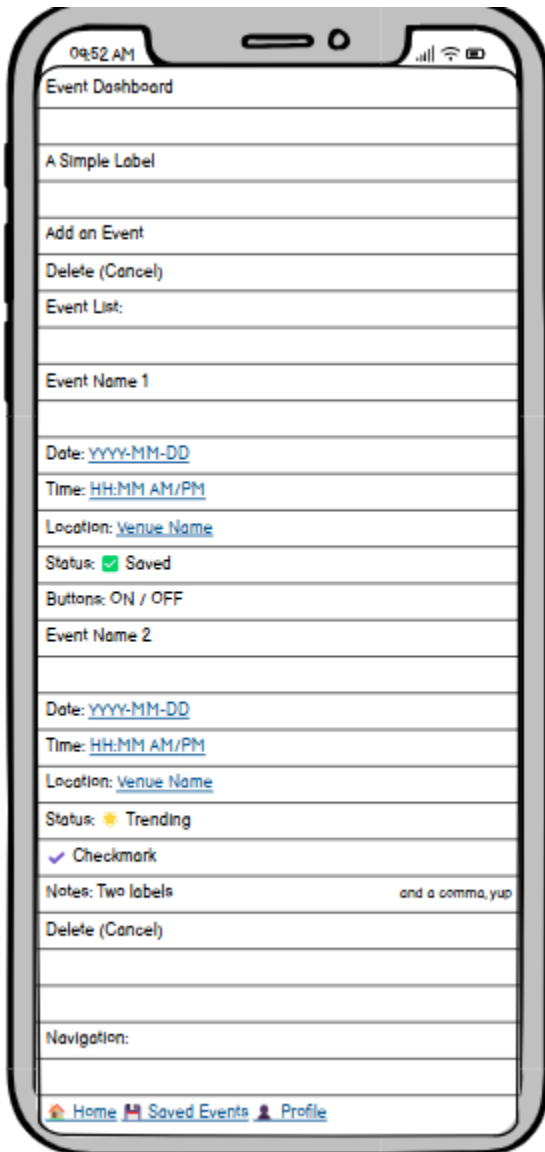 09:52 AM
Event Dashboard
A Simple Label
Add an Event
Delete (Cancel)
Event List:
Event Name 1
Date: YYYY-MM-DD
Time: HH:MM AM/PM
Location: Venue Name
Status: ✅ Saved
Buttons: ON / OFF
Event Name 2
Date: YYYY-MM-DD
Time: HH:MM AM/PM
Location: Venue Name
Status: 🌟 Trending
✔ Checkmark
Notes: Two labels and a comma, yup
Delete (Cancel)
Navigation:
🏠 Home 💾 Saved Events 👤 Profile